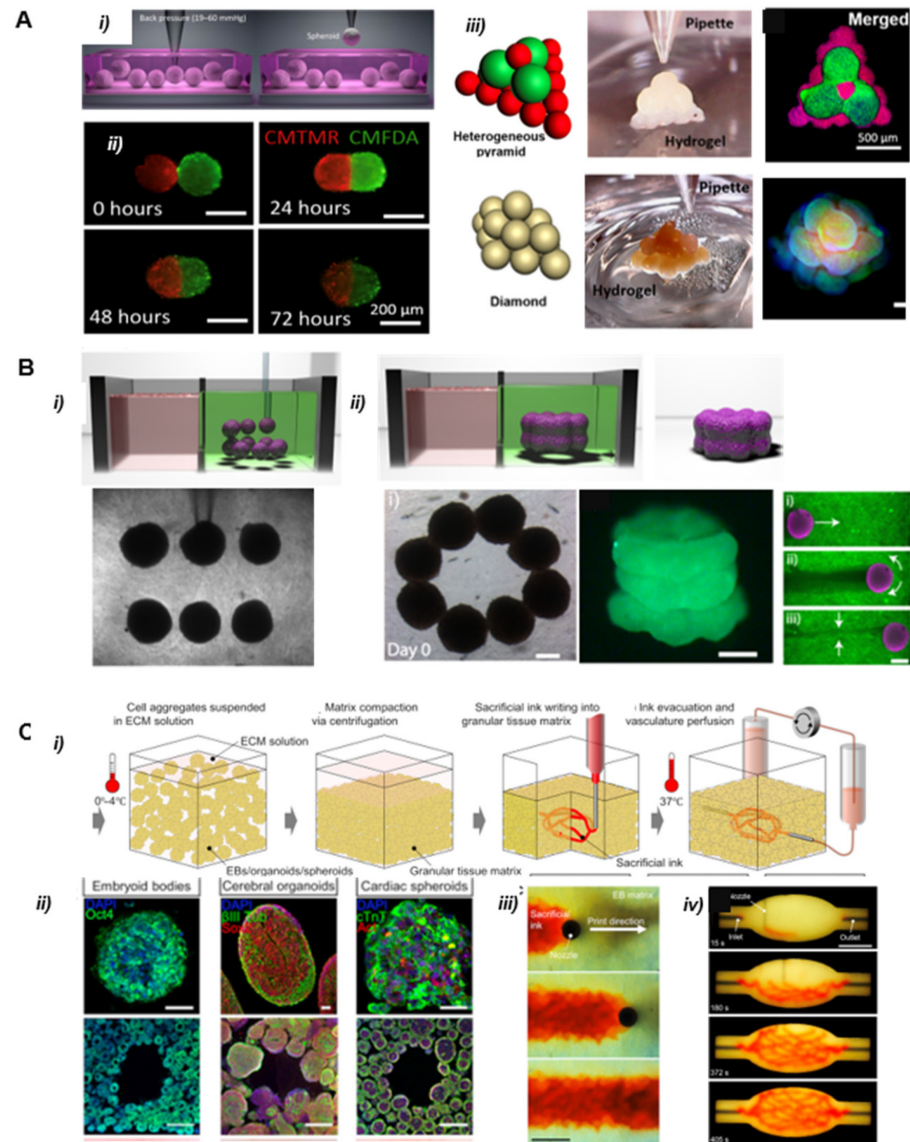 A
i)
Back pressure (19–60 mmHg)
Spheroid
ii)
CMTMR CMFDA
0 hours
24 hours
48 hours
72 hours
200 μm
iii)
Heterogeneous
pyramid
Pipette
Hydrogel
Merged
500 μm
Diamond
Pipette
Hydrogel
B
i)
ii)
i)
Day 0
i)
ii)
iii)
C
i)
Cell aggregates suspended
in ECM solution
ECM solution
0°–4℃
EBs/organoids/spheroids
Matrix compaction
via centrifugation
Granular tissue matrix
Sacrificial ink writing into
granular tissue matrix
Sacrificial ink
Ink evacuation and
vasculature perfusion
37℃
ii)
Embryoid bodies
DAPI
Oct4
Cerebral organoids
DAPI
βIII Tub
Cardiac spheroids
DAPI
cTnT
iii)
EB matrix
Sacrificial
ink
Print direction
Nozzle
iv)
Inlet
Outlet
15 s
180 s
372 s
405 s